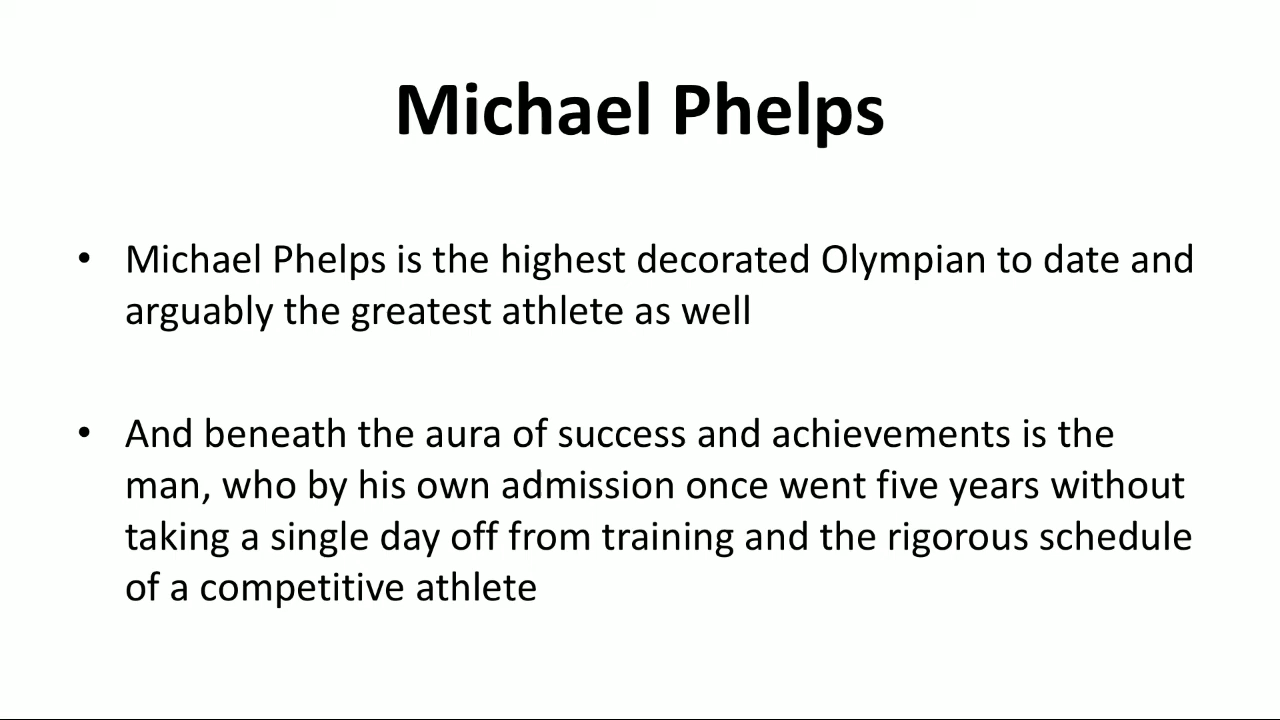 Michael Phelps
• Michael Phelps is the highest decorated Olympian to date and
arguably the greatest athlete as well
• And beneath the aura of success and achievements is the
man, who by his own admission once went five years without
taking a single day off from training and the rigorous schedule
of a competitive athlete